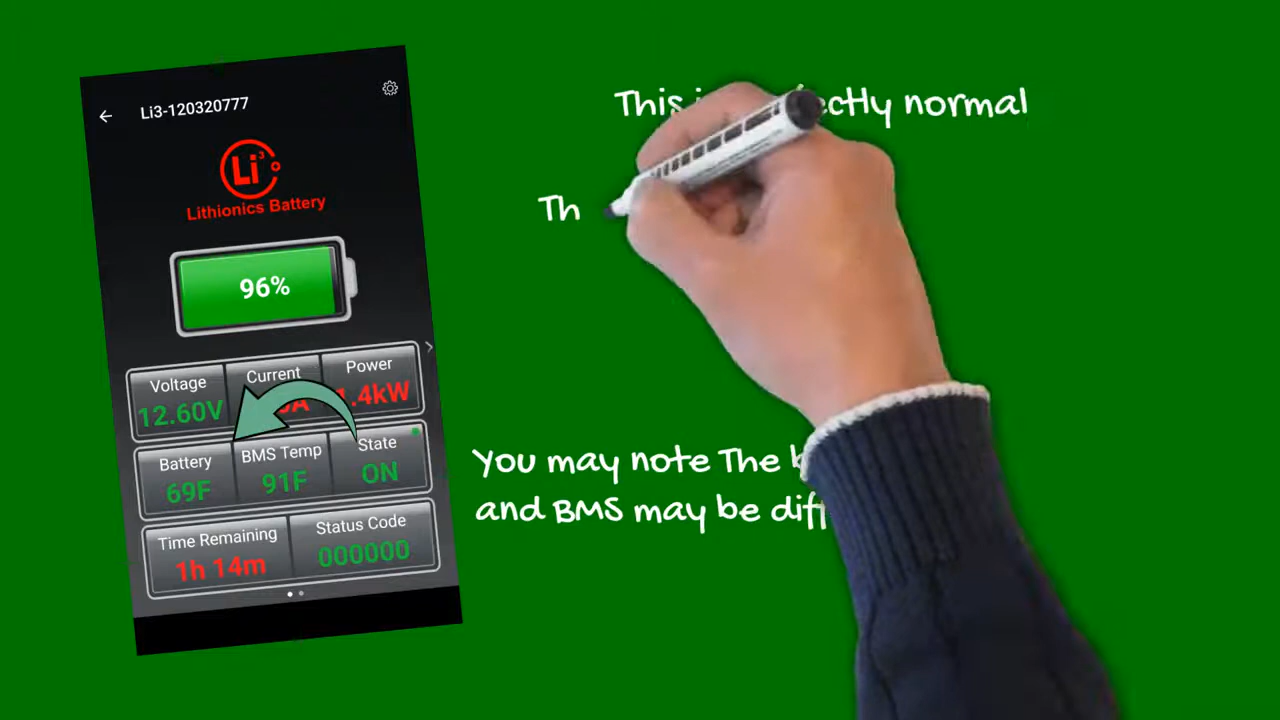 Li3-120320777
Li3
Lithionics Battery
96%
Voltage
Current
Power
12.60V
Battery
BMS Temp
State
69F
91F
ON
Time Remaining
Status Code
1h 14m
000000
This normal
Th
You may note The
and BMS may be